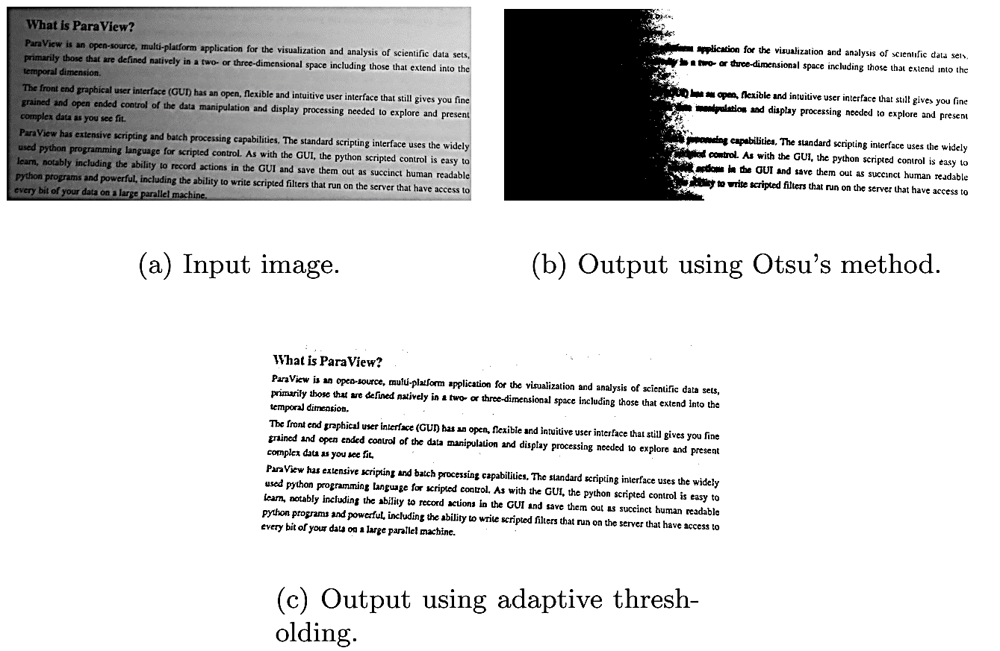 What is ParaView?
ParaView is an open-source, multi-platform application for the visualization and analysis of scientific data sets,
primarily those that are defined natively in a two- or three-dimensional space including those that extend into the
temporal dimension.
The front end graphical user interface (GUI) has an open, flexible and intuitive user interface that still gives you fine
grained and open ended control of the data manipulation and display processing needed to explore and present
complex data as you see fit.
ParaView has extensive scripting and batch processing capabilities. The standard scripting interface uses the widely
used python programming language for scripted control. As with the GUI, the python scripted control is easy to
learn, notably including the ability to record actions in the GUI and save them out as succinct human readable
python programs and powerful, including the ability to write scripted filters that run on the server that have access to
every bit of your data on a large parallel machine.
(a) Input image.
application for the visualization and analysis of scientific data sets,
in a two- or three-dimensional space including those that extend into the
has an open, flexible and intuitive user interface that still gives you fine
manipulation and display processing needed to explore and present
processing capabilities. The standard scripting interface uses the widely
scripted control. As with the GUI, the python scripted control is easy to
actions in the GUI and save them out as succinct human readable
ability to write scripted filters that run on the server that have access to
(b) Output using Otsu's method.
What is ParaView?
ParaView is an open-source, multi-platform application for the visualization and analysis of scientific data sets,
primarily those that are defined natively in a two- or three-dimensional space including those that extend into the
temporal dimension.
The front end graphical user interface (GUI) has an open, flexible and intuitive user interface that still gives you fine
grained and open ended control of the data manipulation and display processing needed to explore and present
complex data as you see fit.
ParaView has extensive scripting and batch processing capabilities. The standard scripting interface uses the widely
used python programming language for scripted control. As with the GUI, the python scripted control is easy to
learn, notably including the ability to record actions in the GUI and save them out as succinct human readable
python programs and powerful, including the ability to write scripted filters that run on the server that have access to
every bit of your data on a large parallel machine.
(c) Output using adaptive thresh-
olding.